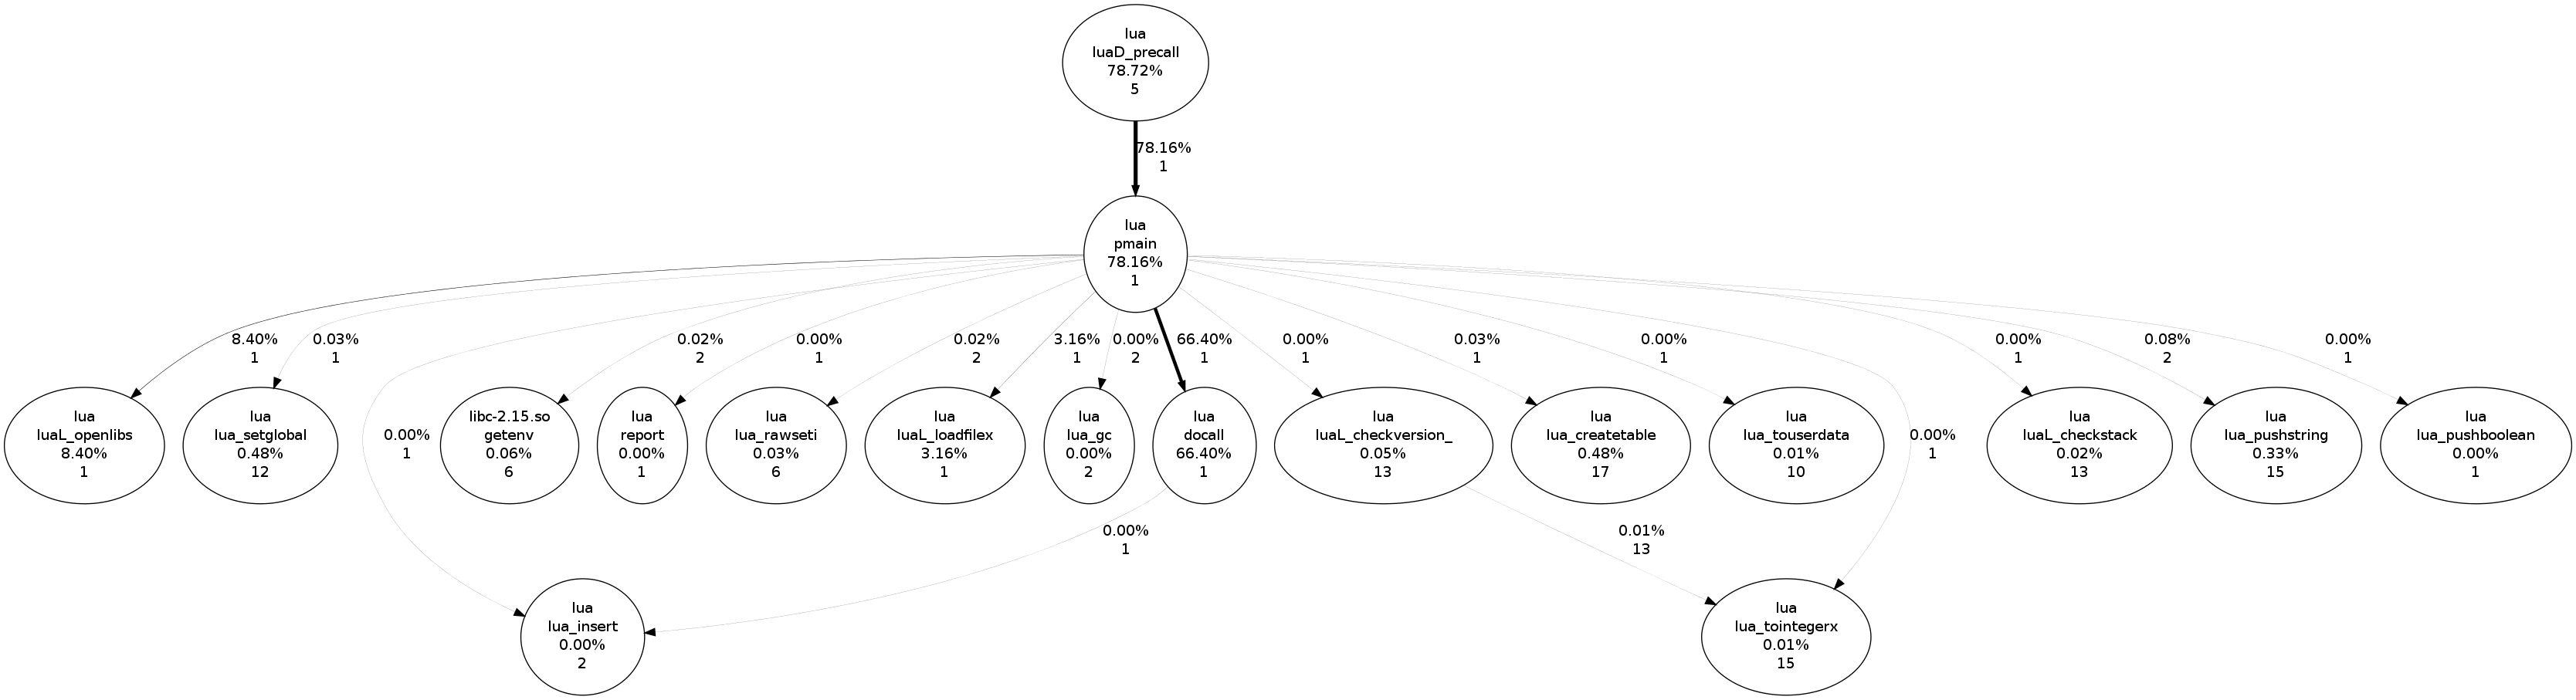 lua
luaD_precall
78.72%
5
78.16%
1
lua
pmain
78.16%
1
8.40%
1
0.03%
1
0.02%
2
0.00%
1
0.02%
2
3.16%
1
0.00%
2
66.40%
1
0.00%
1
0.03%
1
0.00%
1
0.00%
1
0.08%
2
0.00%
1
lua
luaL_openlibs
8.40%
1
lua
lua_setglobal
0.48%
12
0.00%
1
libc-2.15.so
getenv
0.06%
6
lua
report
0.00%
1
lua
lua_rawseti
0.03%
6
lua
luaL_loadfilex
3.16%
1
lua
lua_gc
0.00%
2
lua
docall
66.40%
1
lua
luaL_checkversion_
0.05%
13
lua
lua_createtable
0.48%
17
lua
lua_touserdata
0.01%
10
0.00%
1
lua
luaL_checkstack
0.02%
13
lua
lua_pushstring
0.33%
15
lua
lua_pushboolean
0.00%
1
0.00%
1
0.01%
13
lua
lua_insert
0.00%
2
lua
lua_tointegerx
0.01%
15